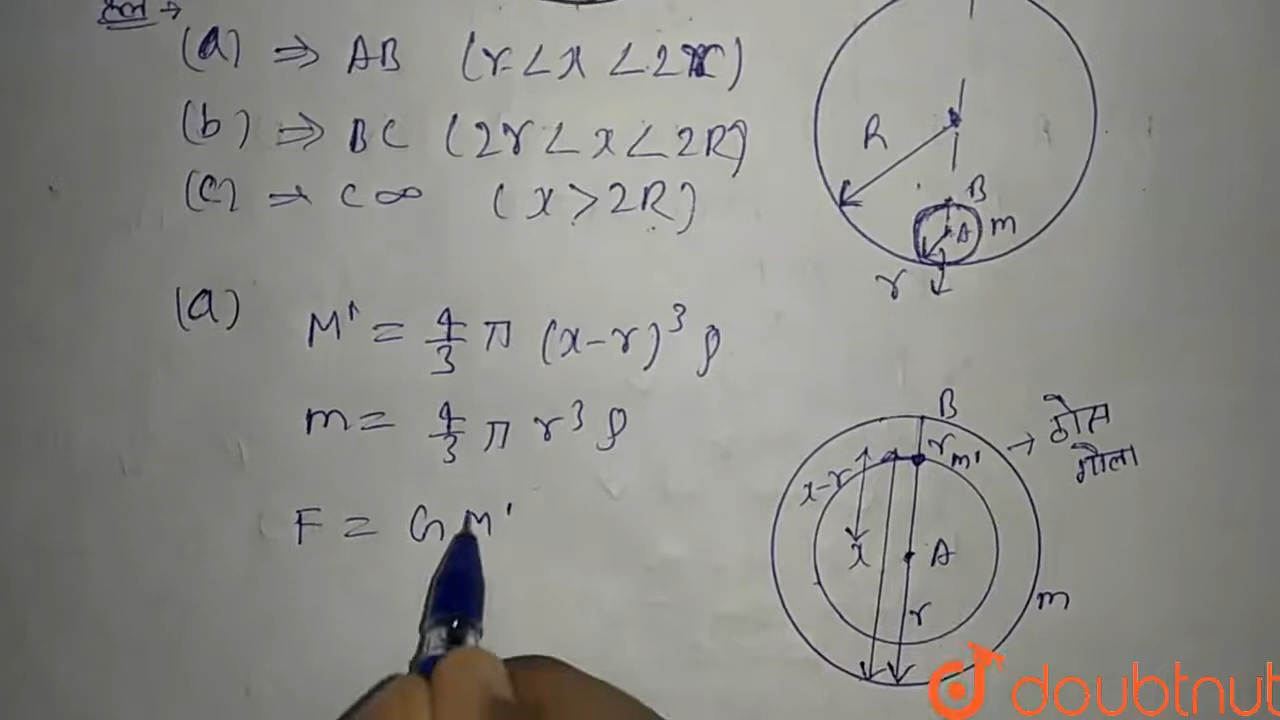 हल →
(a) ⇒ AB (r < x < 2r)
(b) ⇒ BC (2r < x < 2R)
(c) → C∞ (x > 2R)
(a)
M' = 4/3 π (x-r)³ ρ
m = 4/3 π r³ ρ
F = G M'
R
B
A
m
r
B
r
m'
→ ठोस
गोला
x-r
x
A
r
m
doubtnut